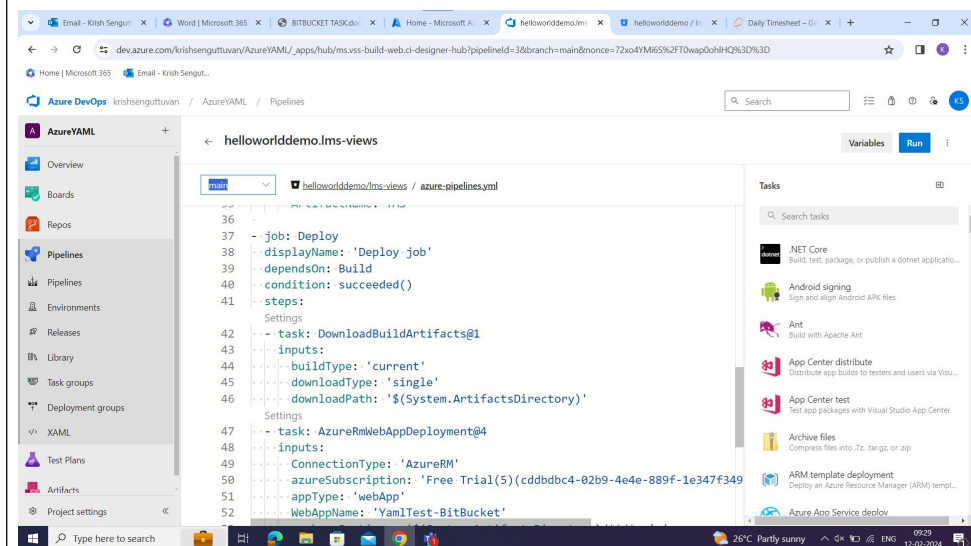 Email - Krish Sengutt
Word | Microsoft 365
BITBUCKET TASK.doc
Home - Microsoft Az
helloworlddemo.lms
helloworlddemo / lm
Daily Timesheet – Ge
dev.azure.com/krishsenguttuvan/AzureYAML/_apps/hub/ms.vss-build-web.ci-designer-hub?pipelineId=3&branch=main&nonce=72xo4YMi6S%2FT0wap0ohlHQ%3D%3D
K
Home | Microsoft 365
Email - Krish Sengut...
Azure DevOps krishsenguttuvan / AzureYAML / Pipelines
Search
KS
A AzureYAML +
helloworlddemo.lms-views
Variables
Run
Overview
Boards
Repos
Pipelines
Pipelines
Environments
Releases
Library
Task groups
Deployment groups
XAML
Test Plans
Artifacts
Project settings
main
helloworlddemo/lms-views / azure-pipelines.yml
36
37 - job: Deploy
38 displayName: 'Deploy job'
39 dependsOn: Build
40 condition: succeeded()
41 steps:
Settings
42 - task: DownloadBuildArtifacts@1
43 inputs:
44 buildType: 'current'
45 downloadType: 'single'
46 downloadPath: '$(System.ArtifactsDirectory)'
Settings
47 - task: AzureRmWebAppDeployment@4
48 inputs:
49 ConnectionType: 'AzureRM'
50 azureSubscription: 'Free Trial(5)(cddbdbc4-02b9-4e4e-889f-1e347f349
51 appType: 'webApp'
52 WebAppName: 'YamlTest-BitBucket'
Tasks
Search tasks
dotnet
.NET Core
Build, test, package, or publish a dotnet applicatio...
Android signing
Sign and align Android APK files
Ant
Build with Apache Ant
App Center distribute
Distribute app builds to testers and users via Visu...
App Center test
Test app packages with Visual Studio App Center
Archive files
Compress files into .7z, .tar.gz, or .zip
ARM template deployment
Deploy an Azure Resource Manager (ARM) templ...
Azure App Service deploy
Type here to search
26°C Partly sunny
ENG
09:29
12-02-2024